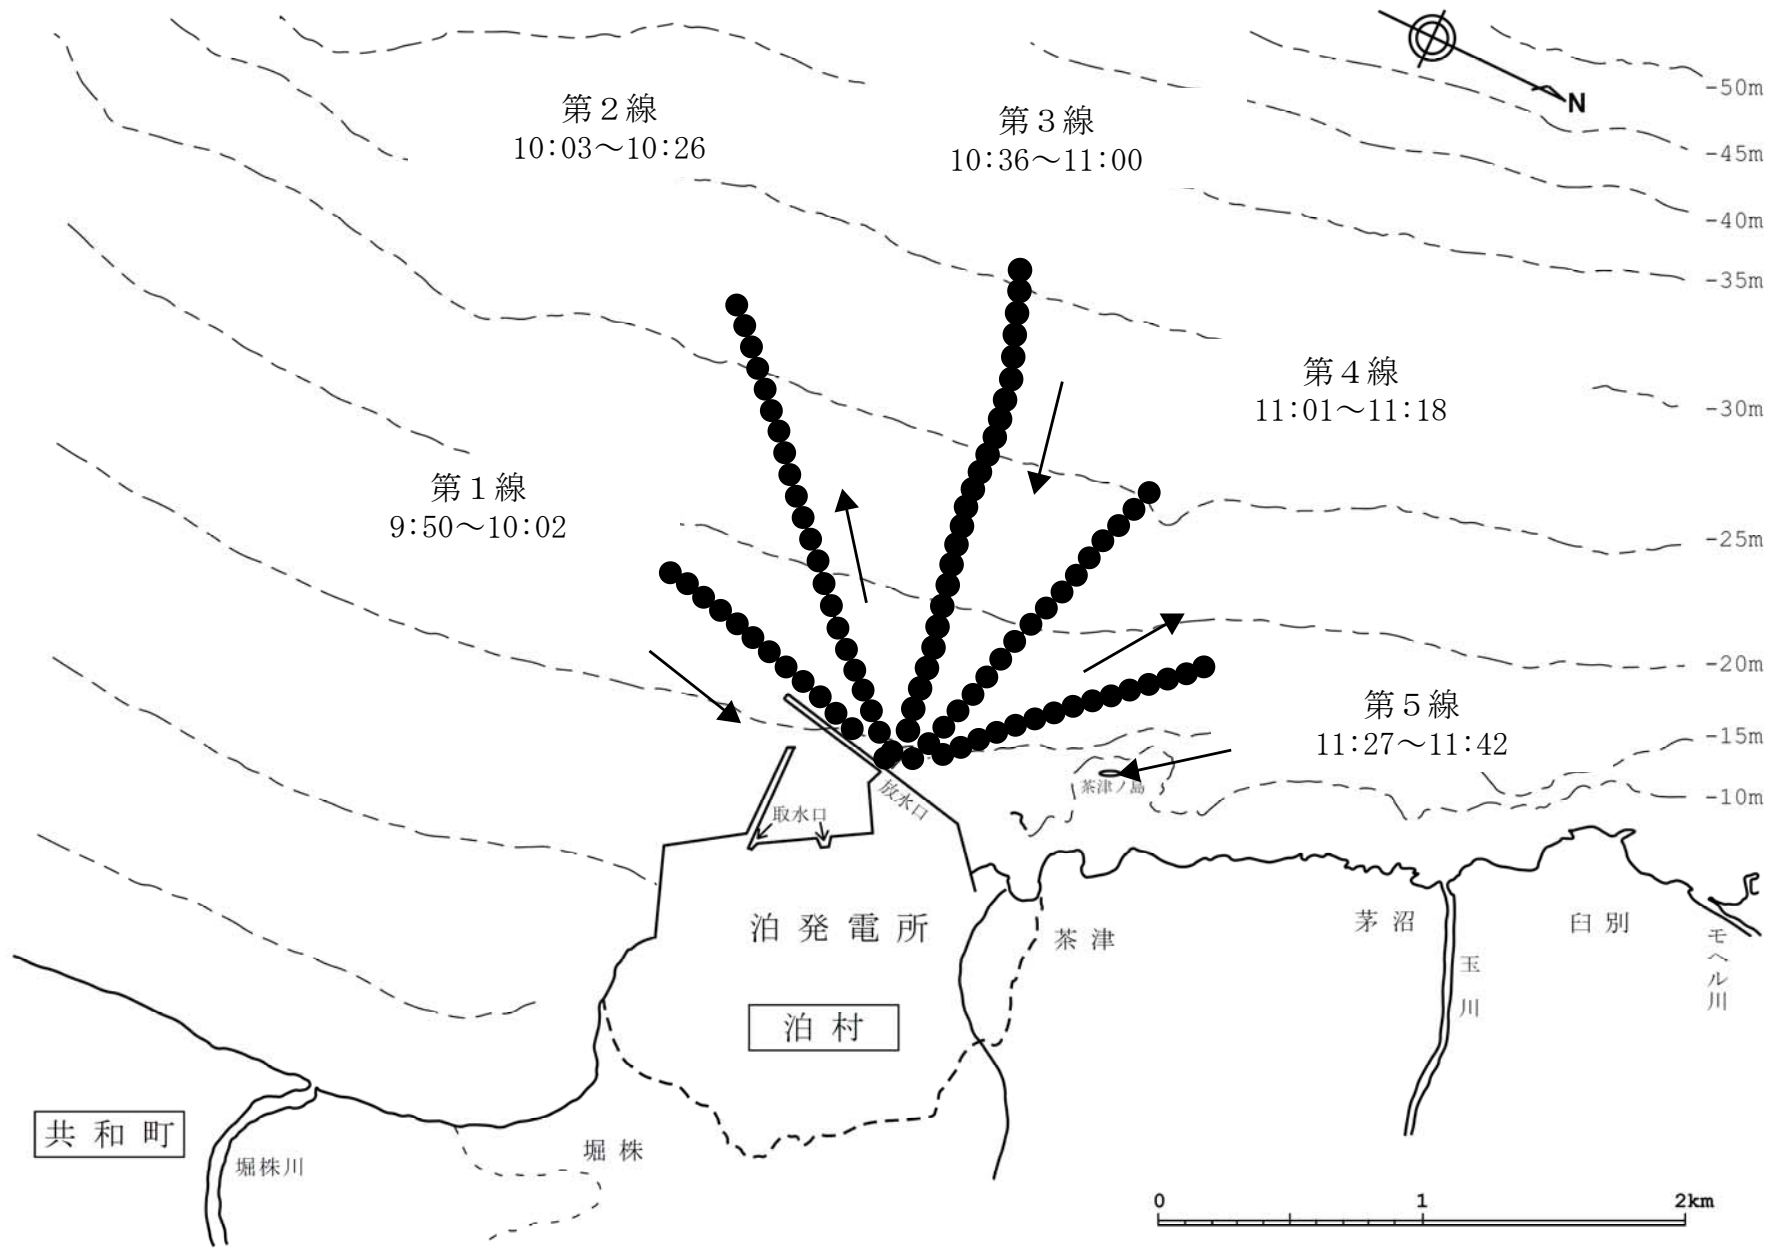 N
第２線
10:03～10:26
第３線
10:36～11:00
-50m
-45m
-40m
-35m
第４線
11:01～11:18
-30m
第１線
9:50～10:02
-25m
-20m
第５線
11:27～11:42
-15m
-10m
茶津ノ島
放水口
取水口
泊発電所
茶津
茅沼
臼別
玉川
モヘル川
泊村
共和町
堀株川
堀株
0 1 2km